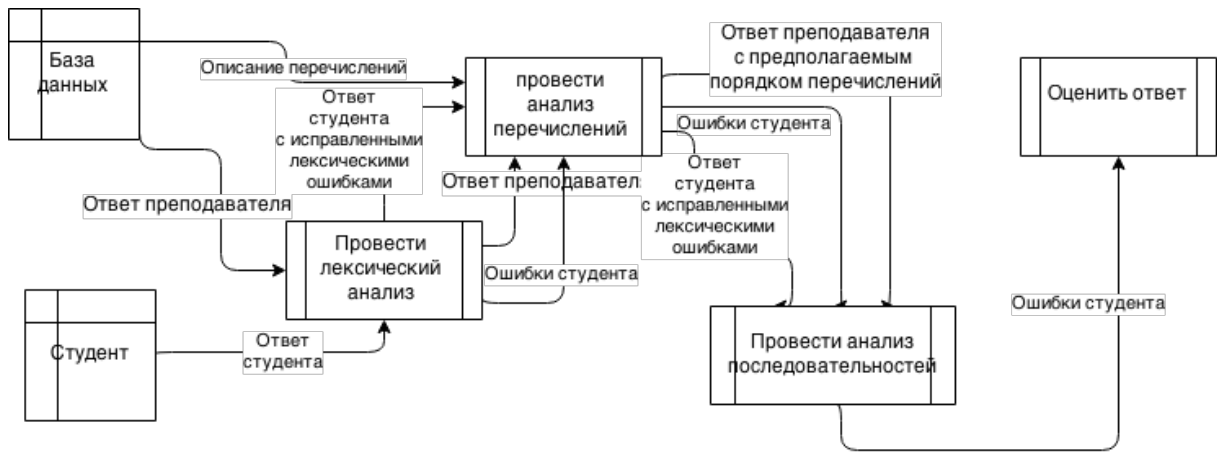 База
данных
Описание перечислений
провести
анализ
перечислений
Ответ преподавателя
с предполагаемым
порядком перечислений
Оценить ответ
Ответ
студента
с исправленными
лексическими
ошибками
Ошибки студента
Ответ преподавател
Ответ
студента
с исправленными
лексическими
ошибками
Ответ преподавателя
Провести
лексический
анализ
Ошибки студента
Ошибки студента
Студент
Ответ
студента
Провести анализ
последовательностей